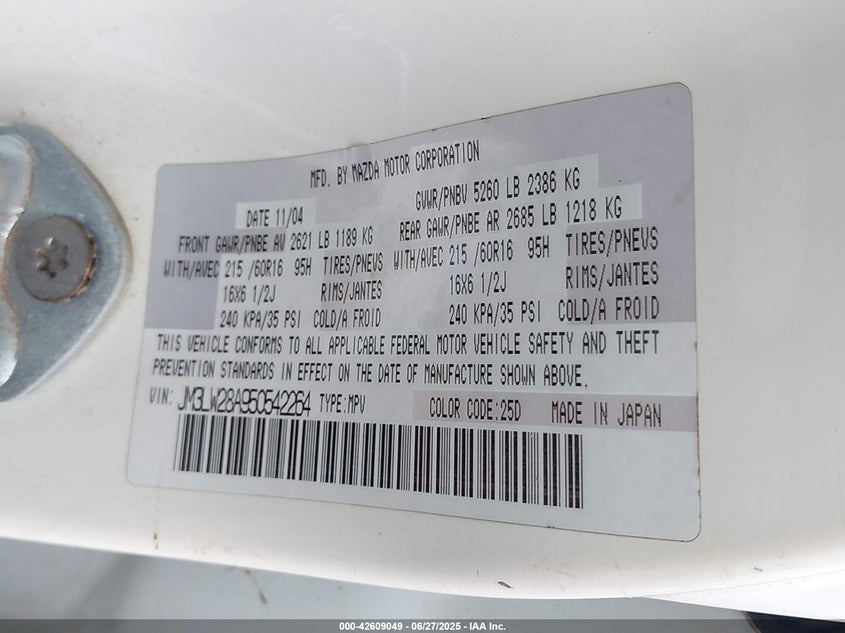 MFD. BY MAZDA MOTOR CORPORATION
DATE 11/04 GVWR/PNBV 5260 LB 2386 KG
FRONT GAWR/PNBE AV 2621 LB 1189 KG REAR GAWR/PNBE AR 2685 LB 1218 KG
WITH/AVEC 215 /60R16 95H TIRES/PNEVS WITH/AVEC 215 /60R16 95H TIRES/PNEVS
16X6 1/2J RIMS/JANTES 16X6 1/2J RIMS/JANTES
240 KPA/35 PSI COLD/A FROID 240 KPA/35 PSI COLD/A FROID
THIS VEHICLE CONFORMS TO ALL APPLICABLE FEDERAL MOTOR VEHICLE SAFETY AND THEFT
PREVENTION STANDARDS IN EFFECT ON THE DATE OF MANUFACTURE SHOWN ABOVE.
VIN: JM3LW28A950542264 TYPE:MPV COLOR CODE:25D MADE IN JAPAN
000-42609049 - 06/27/2025 - IAA Inc.